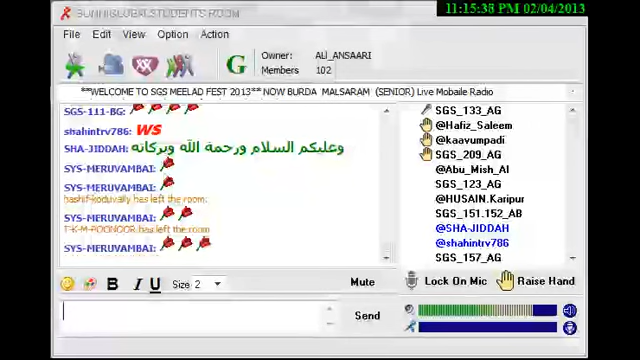 11:15:38 PM 02/04/2013
SUNNIGLOBALSTUDENTS ROOM
File Edit View Option Action
G
Owner: ALI_ANSAARI
Members 102
**WELCOME TO SGS MEELAD FEST 2013** NOW BURDA MALSARAM (SENIOR) Live Mobaile Radio
SGS-111-BG:
shahintrv786: WS
SHA-JIDDAH: وعليكم السلام ورحمة الله وبركاته
SYS-MERUVAMBAI:
SYS-MERUVAMBAI:
hashif-koduvally has left the room.
SYS-MERUVAMBAI:
T-K-M-POONOOR has left the room
SYS-MERUVAMBAI:
SGS_133_AG
@Hafiz_Saleem
@kaavumpadi
SGS_209_AG
@Abu_Mish_Al
SGS_123_AG
@HUSAIN.Karipur
SGS_151.152_AB
@SHA-JIDDAH
@shahintrv786
SGS_157_AG
B I U Size 2 Mute
Lock On Mic Raise Hand
Send